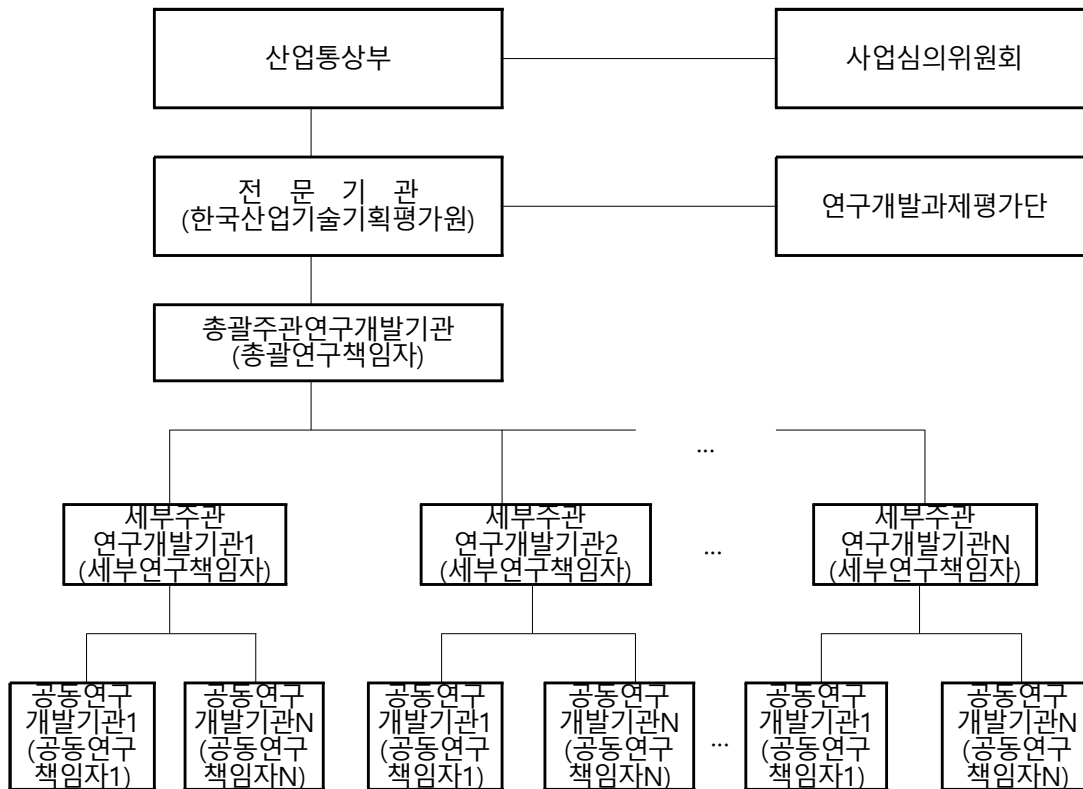 산업통상부
사업심의위원회
전 문 기 관
(한국산업기술기획평가원)
연구개발과제평가단
총괄주관연구개발기관
(총괄연구책임자)
...
세부주관
연구개발기관1
(세부연구책임자)
세부주관
연구개발기관2
(세부연구책임자)
...
세부주관
연구개발기관N
(세부연구책임자)
공동연구
개발기관1
(공동연구
책임자1)
공동연구
개발기관N
(공동연구
책임자N)
공동연구
개발기관1
(공동연구
책임자1)
공동연구
개발기관N
(공동연구
책임자N)
...
공동연구
개발기관1
(공동연구
책임자1)
공동연구
개발기관N
(공동연구
책임자N)